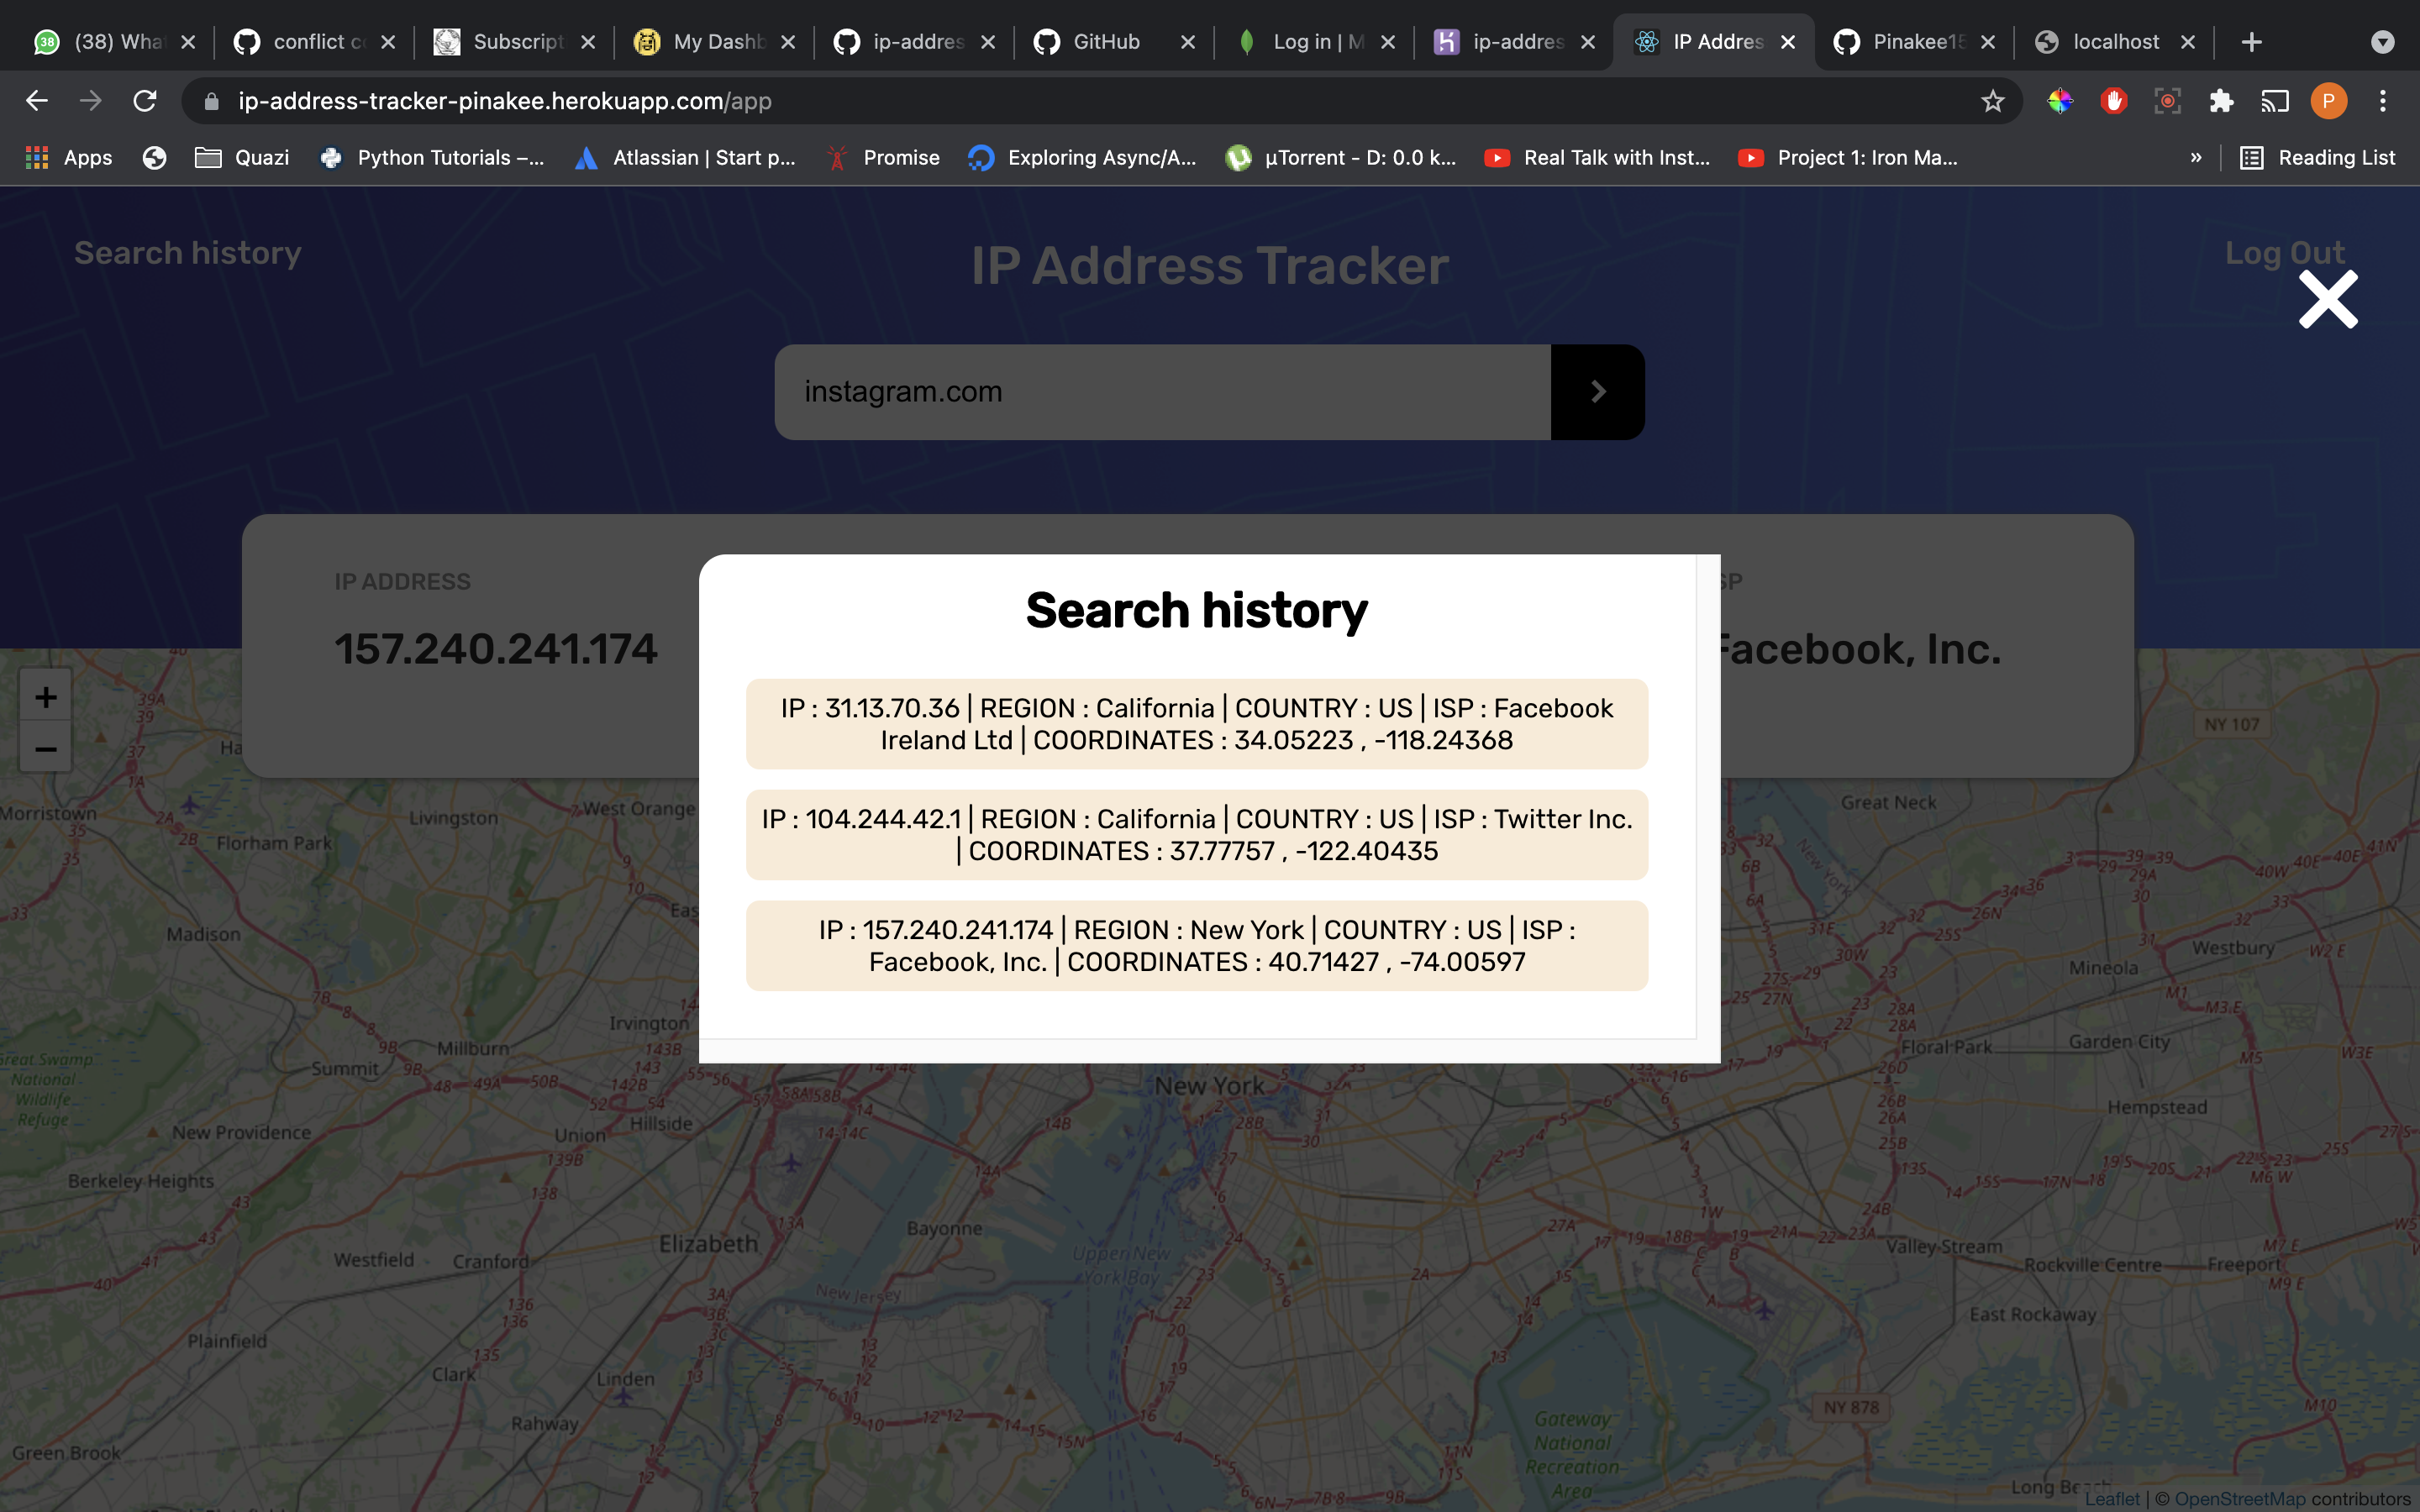 (38) Wha
conflict c
Subscript
My Dashb
ip-addres
GitHub
Log in | M
ip-addres
IP Addres
Pinakee15
localhost
ip-address-tracker-pinakee.herokuapp.com/app
P
Apps
Quazi
Python Tutorials –...
Atlassian | Start p...
Promise
Exploring Async/A...
µTorrent - D: 0.0 k...
Real Talk with Inst...
Project 1: Iron Ma...
»
Reading List
Search history
IP Address Tracker
Log Out
instagram.com
IP ADDRESS
157.240.241.174
SP
Facebook, Inc.
Search history
IP : 31.13.70.36 | REGION : California | COUNTRY : US | ISP : Facebook
Ireland Ltd | COORDINATES : 34.05223 , -118.24368
IP : 104.244.42.1 | REGION : California | COUNTRY : US | ISP : Twitter Inc.
| COORDINATES : 37.77757 , -122.40435
IP : 157.240.241.174 | REGION : New York | COUNTRY : US | ISP :
Facebook, Inc. | COORDINATES : 40.71427 , -74.00597
+
−
NY 107
Morristown
Livingston
West Orange
Great Neck
Florham Park
Madison
Westbury
Mineola
Irvington
Great Swamp
National
Wildlife
Refuge
Millburn
Summit
Floral Park
Garden City
New York
Hempstead
New Providence
Union
Hillside
Berkeley Heights
Bayonne
Elizabeth
Westfield
Cranford
Upper New
York Bay
Valley Stream
Rockville Centre
Freeport
New Jersey
East Rockaway
Plainfield
Clark
Linden
Rahway
NY 878
Gateway
National
Recreation
Area
Green Brook
Long Beach
Leaflet | © OpenStreetMap contributors